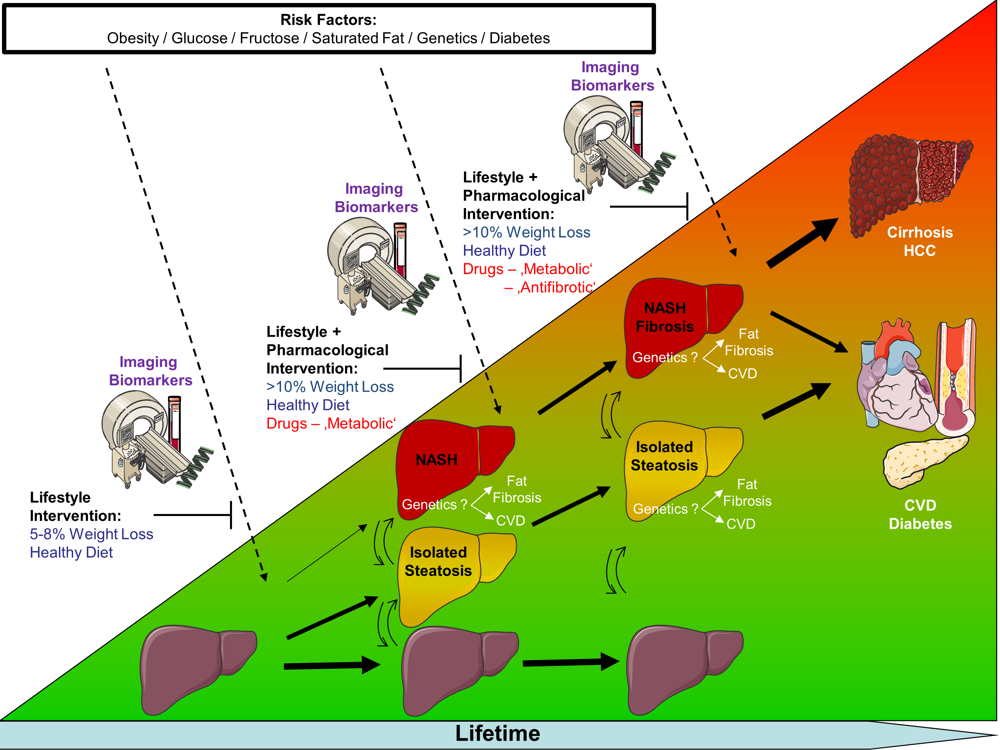 Risk Factors:
Obesity / Glucose / Fructose / Saturated Fat / Genetics / Diabetes
Imaging
Biomarkers
Lifestyle +
Pharmacological
Intervention:
>10% Weight Loss
Healthy Diet
Drugs – ‚Metabolic‘
– ‚Antifibrotic‘
Imaging
Biomarkers
Lifestyle +
Pharmacological
Intervention:
>10% Weight Loss
Healthy Diet
Drugs – ‚Metabolic‘
Imaging
Biomarkers
Lifestyle
Intervention:
5-8% Weight Loss
Healthy Diet
Cirrhosis
HCC
NASH
Fibrosis
Genetics ?
Fat
Fibrosis
CVD
NASH
Genetics ?
Fat
Fibrosis
CVD
Isolated
Steatosis
Genetics ?
Fat
Fibrosis
CVD
Isolated
Steatosis
CVD
Diabetes
Lifetime